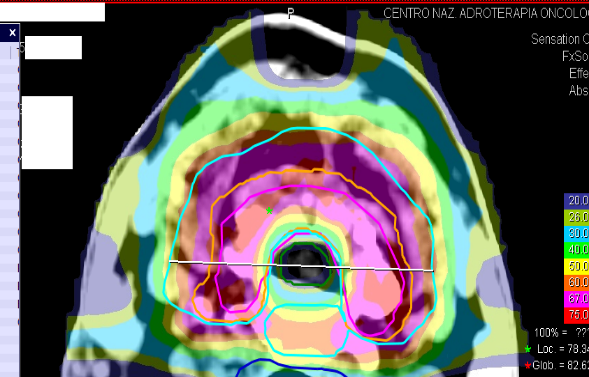 x
P
CENTRO NAZ. ADROTERAPIA ONCOLO
Sensation O
FxSo
Effe
Abs
20.0
26.0
30.0
40.0
50.0
60.0
67.0
75.0
100% = ???
Loc. = 78.34
Glob. = 82.62